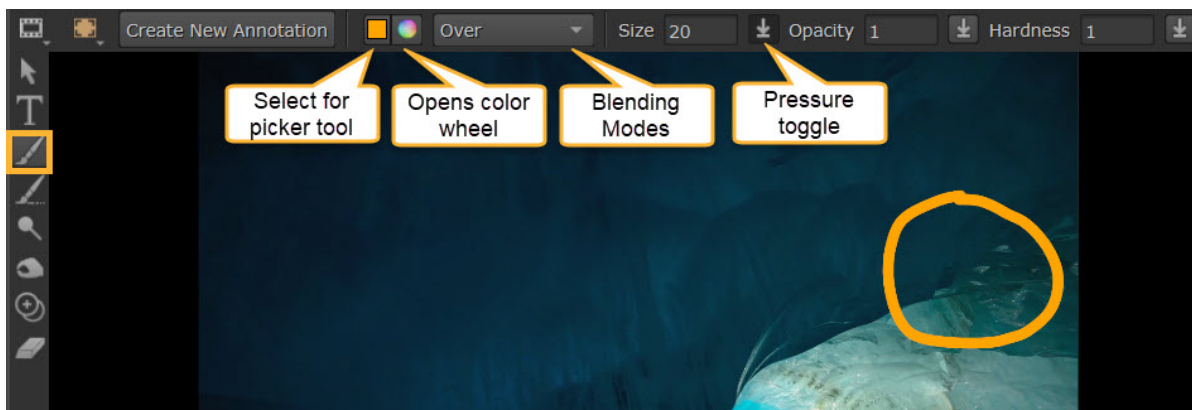 Create New Annotation Over Size 20 Opacity 1 Hardness 1
Select for
picker tool
Opens color
wheel
Blending
Modes
Pressure
toggle
T